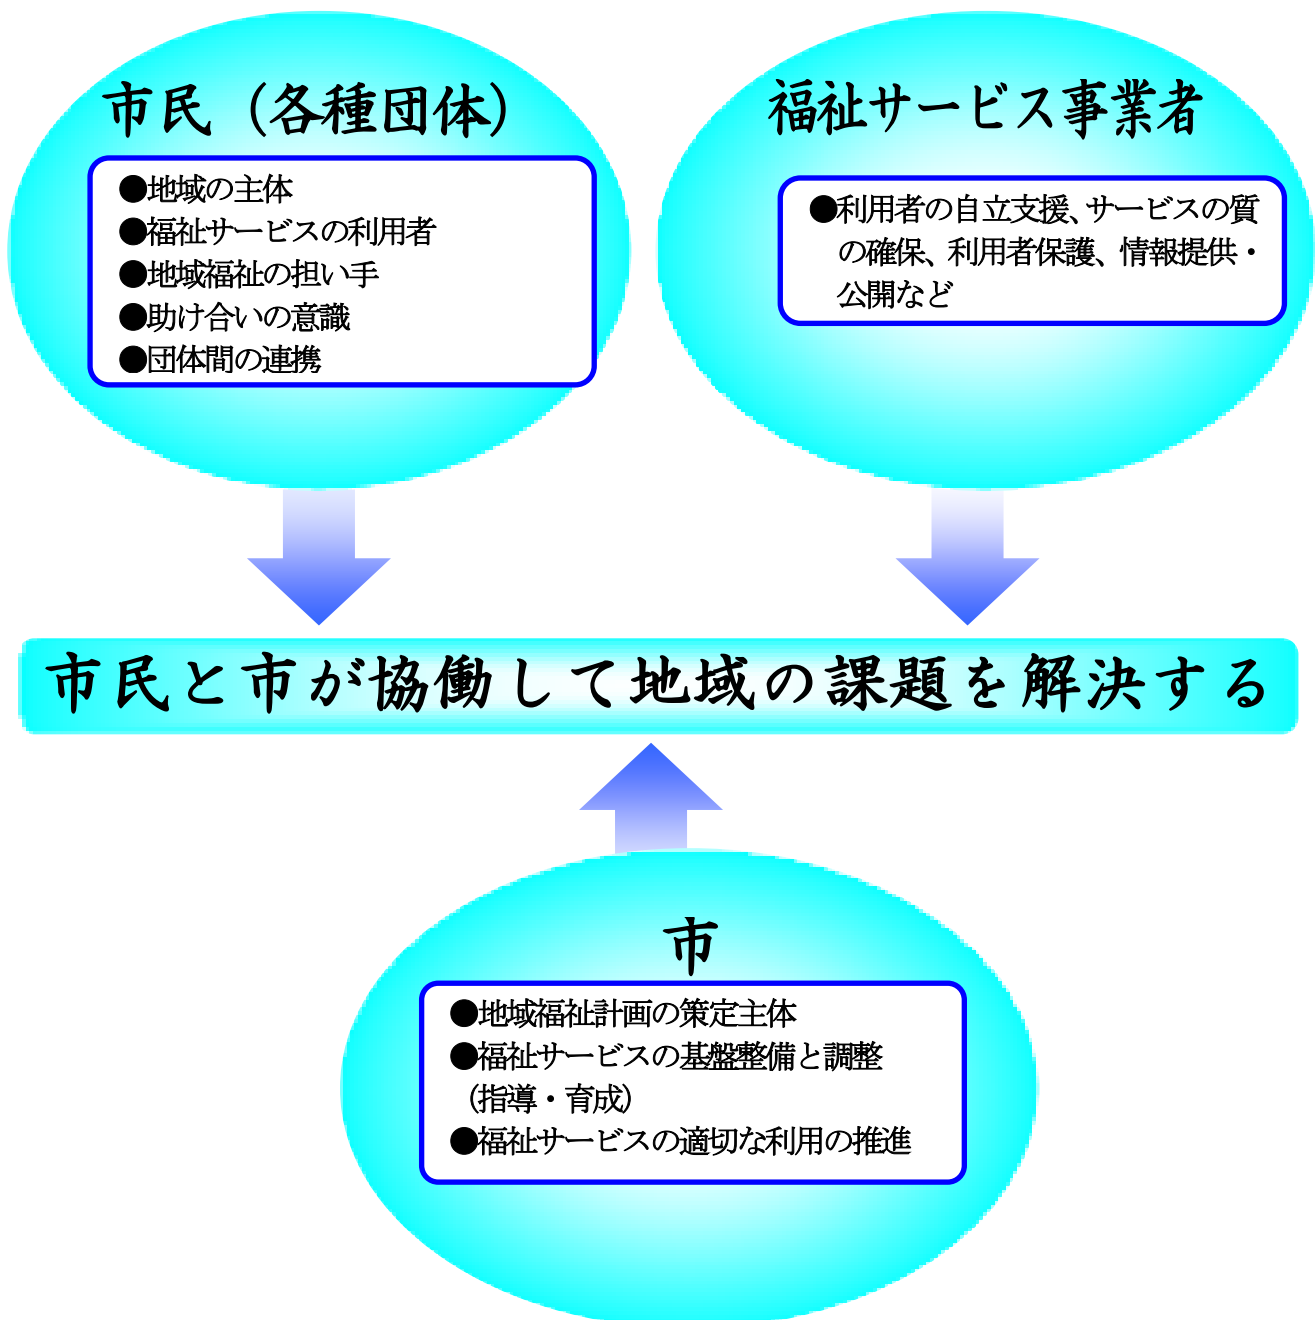 市民（各種団体）
●地域の主体
●福祉サービスの利用者
●地域福祉の担い手
●助け合いの意識
●団体間の連携
福祉サービス事業者
●利用者の自立支援、サービスの質
の確保、利用者保護、情報提供・
公開など
市民と市が協働して地域の課題を解決する
市
●地域福祉計画の策定主体
●福祉サービスの基盤整備と調整
（指導・育成）
●福祉サービスの適切な利用の推進